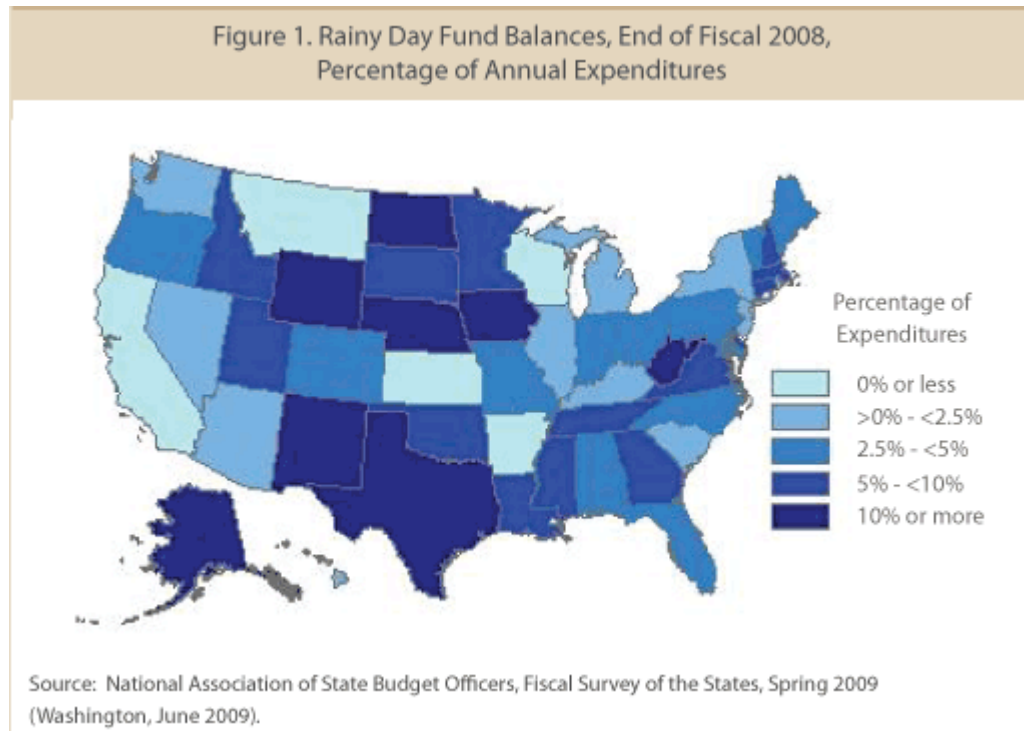 Figure 1. Rainy Day Fund Balances, End of Fiscal 2008,
Percentage of Annual Expenditures
Percentage of
Expenditures
0% or less
>0% - <2.5%
2.5% - <5%
5% - <10%
10% or more
Source: National Association of State Budget Officers, Fiscal Survey of the States, Spring 2009
(Washington, June 2009).